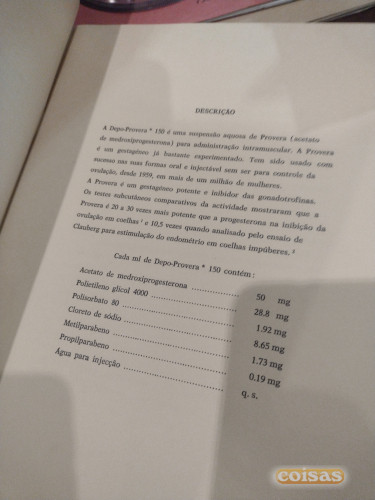 DESCRIÇÃO
A Depo-Provera * 150 é uma suspensão aquosa de Provera (acetato
de medroxiprogesterona) para administração intramuscular. A Provera
é um gestagéneo já bastante experimentado. Tem sido usado com
sucesso nas suas formas oral e injectável sem ser para controle da
ovulação, desde 1959, em mais de um milhão de mulheres.
A Provera é um gestagéneo potente e inibidor das gonadotrofinas.
Os testes subcutâneos comparativos da actividade mostraram que a
Provera é 20 a 30 vezes mais potente que a progesterona na inibição da
ovulação em coelhas ¹ e 10,5 vezes quando analisado pelo ensaio de
Clauberg para estimulação do endométrio em coelhas impúberes. ²
Cada ml de Depo-Provera * 150 contém:
Acetato de medroxiprogesterona .................. 50 mg
Polietileno glicol 4000 .................. 28.8 mg
Polisorbato 80 .................. 1.92 mg
Cloreto de sódio .................. 8.65 mg
Metilparabeno .................. 1.73 mg
Propilparabeno .................. 0.19 mg
Água para injecção .................. q. s.
coisas